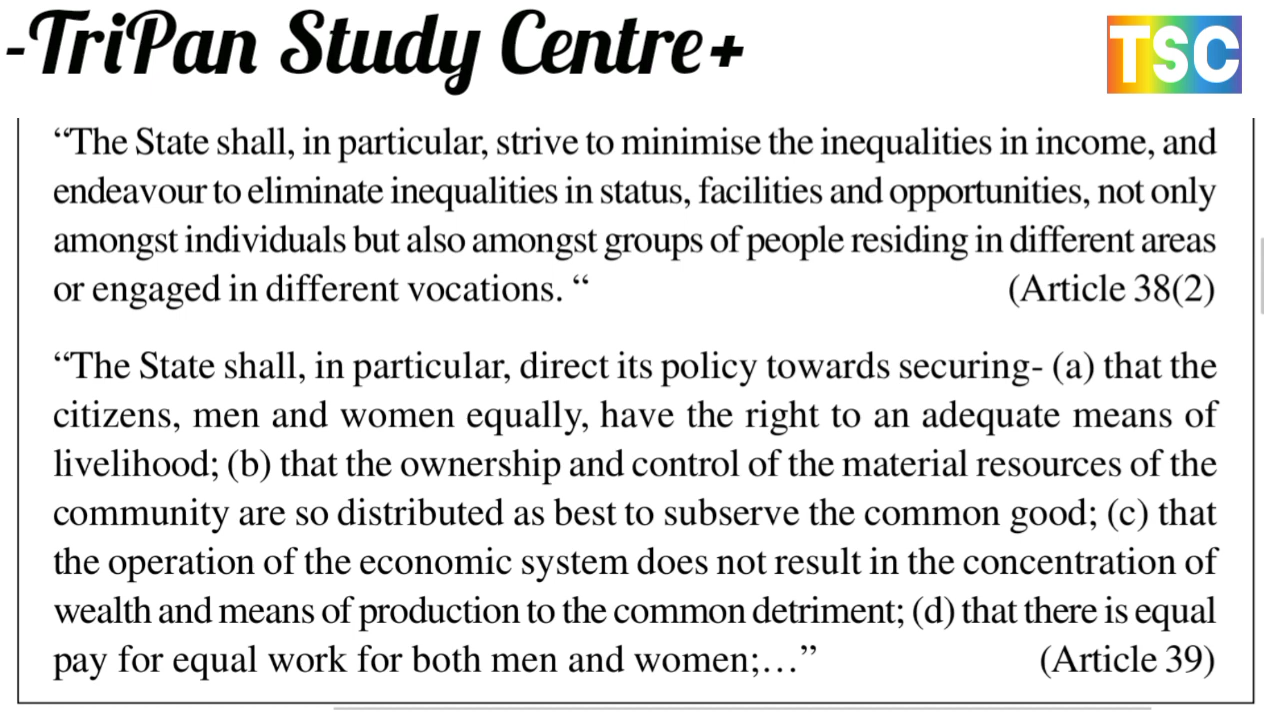 -TriPan Study Centre+
TSC
“The State shall, in particular, strive to minimise the inequalities in income, and
endeavour to eliminate inequalities in status, facilities and opportunities, not only
amongst individuals but also amongst groups of people residing in different areas
or engaged in different vocations. “ (Article 38(2)
“The State shall, in particular, direct its policy towards securing- (a) that the
citizens, men and women equally, have the right to an adequate means of
livelihood; (b) that the ownership and control of the material resources of the
community are so distributed as best to subserve the common good; (c) that
the operation of the economic system does not result in the concentration of
wealth and means of production to the common detriment; (d) that there is equal
pay for equal work for both men and women;…” (Article 39)